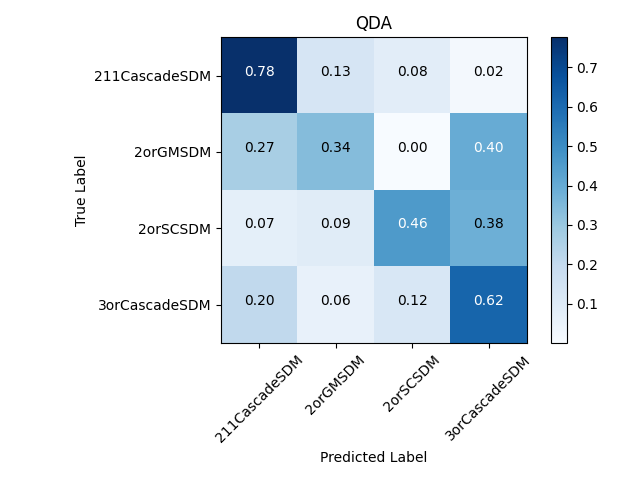 QDA
True Label
211CascadeSDM 0.78 0.13 0.08 0.02
2orGMSDM 0.27 0.34 0.00 0.40
2orSCSDM 0.07 0.09 0.46 0.38
3orCascadeSDM 0.20 0.06 0.12 0.62
211CascadeSDM 2orGMSDM 2orSCSDM 3orCascadeSDM
Predicted Label
0.7
0.6
0.5
0.4
0.3
0.2
0.1